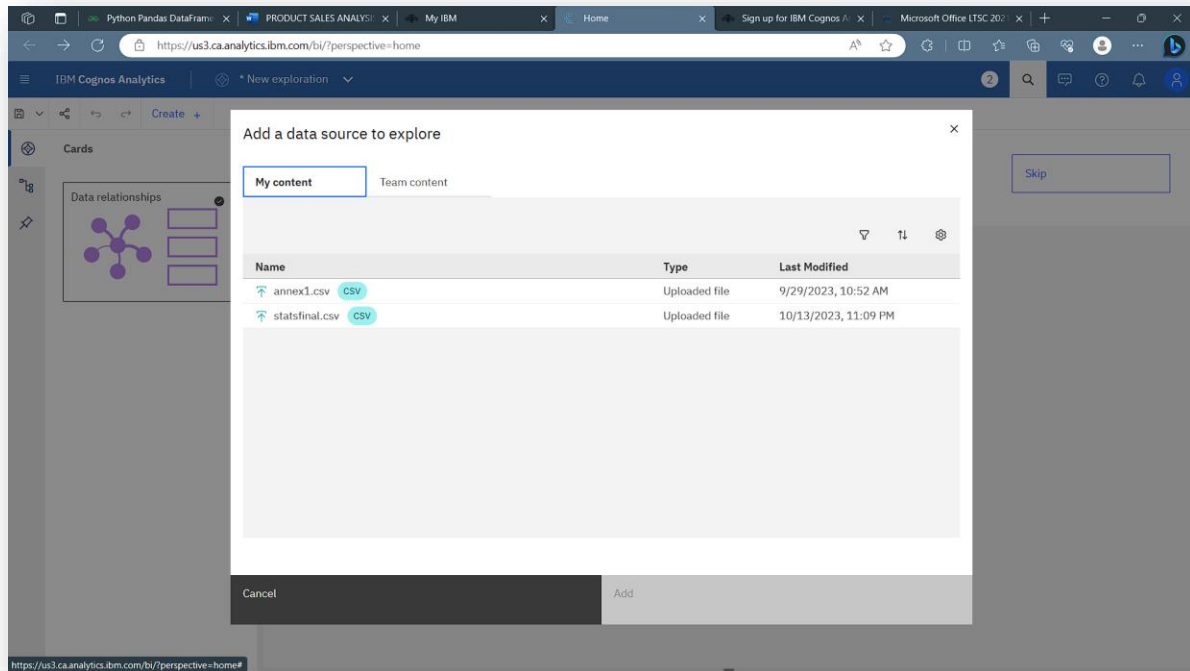 Python Pandas DataFrame
PRODUCT SALES ANALYSI
My IBM
Home
Sign up for IBM Cognos A
Microsoft Office LTSC 202
https://us3.ca.analytics.ibm.com/bi/?perspective=home
IBM Cognos Analytics
* New exploration
2
Create +
Cards
Data relationships
Skip
Add a data source to explore
My content Team content
Name Type Last Modified
annex1.csv CSV Uploaded file 9/29/2023, 10:52 AM
statsfinal.csv CSV Uploaded file 10/13/2023, 11:09 PM
Cancel Add
https://us3.ca.analytics.ibm.com/bi/?perspective=home#